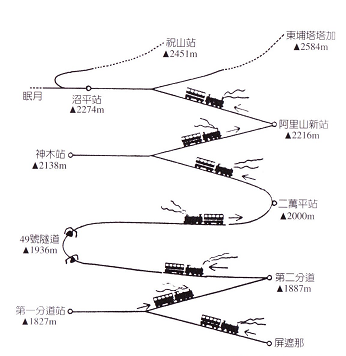 東埔塔塔加
▲2584m
祝山站
▲2451m
眠月
沼平站
▲2274m
阿里山新站
▲2216m
神木站
▲2138m
二萬平站
▲2000m
49號隧道
▲1936m
第二分道
▲1887m
第一分道站
▲1827m
屏遮那